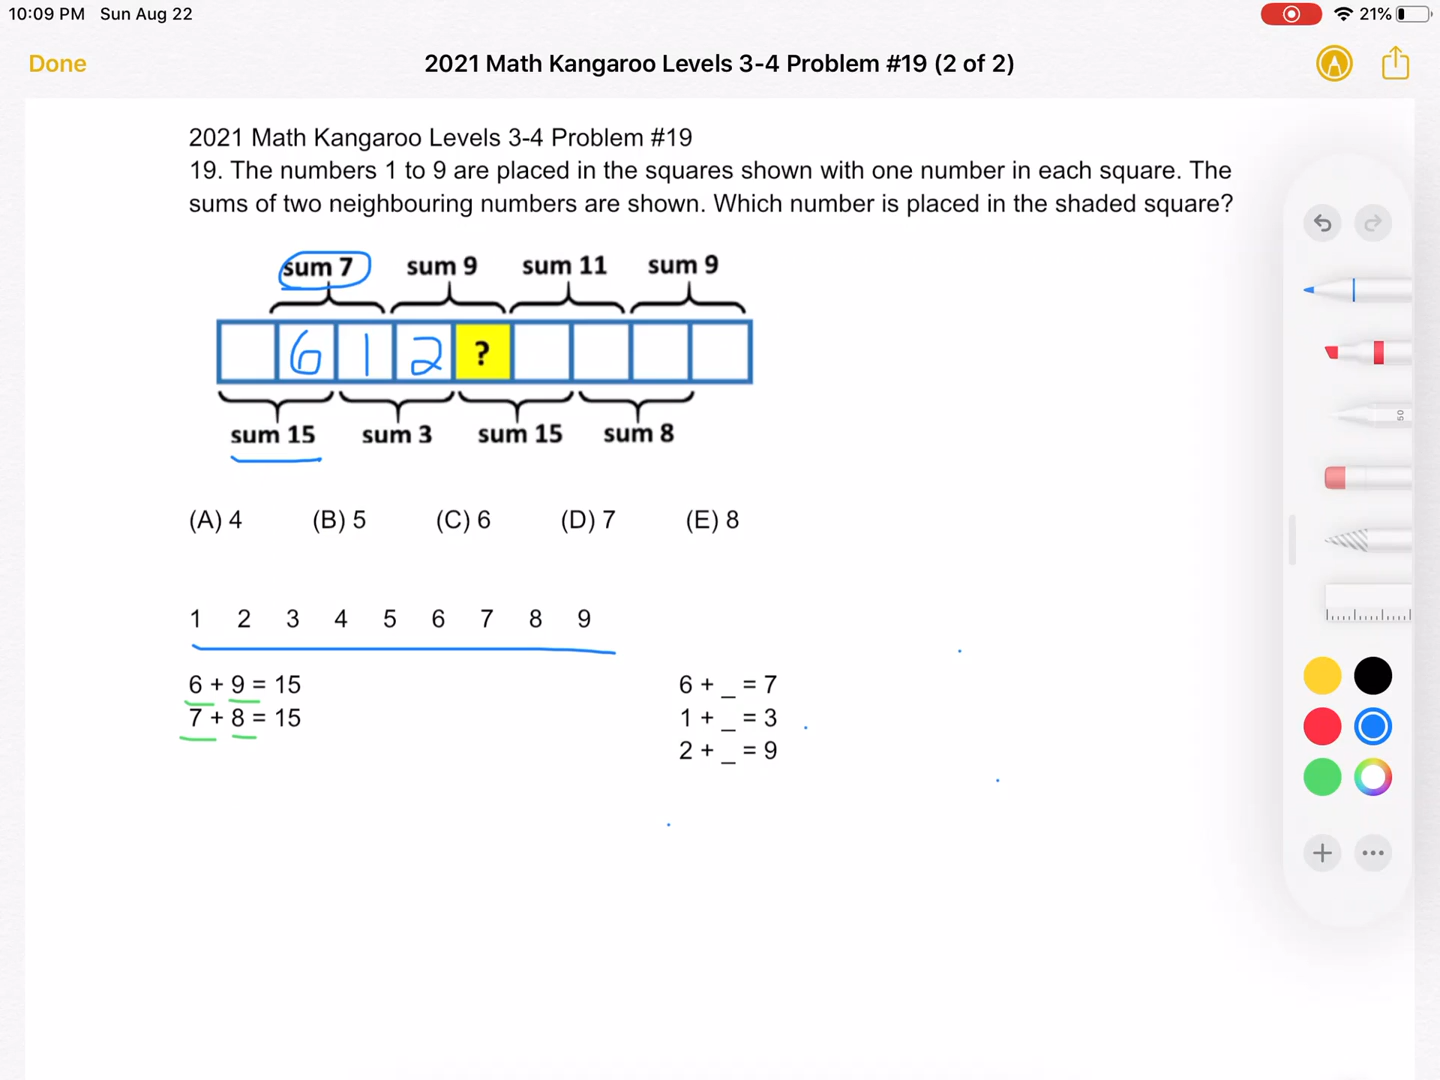 10:09 PM Sun Aug 22
21%
Done
2021 Math Kangaroo Levels 3-4 Problem #19 (2 of 2)
2021 Math Kangaroo Levels 3-4 Problem #19
19. The numbers 1 to 9 are placed in the squares shown with one number in each square. The
sums of two neighbouring numbers are shown. Which number is placed in the shaded square?
sum 7 sum 9 sum 11 sum 9
6 1 2 ?
sum 15 sum 3 sum 15 sum 8
(A) 4 (B) 5 (C) 6 (D) 7 (E) 8
1 2 3 4 5 6 7 8 9
6 + 9 = 15
7 + 8 = 15
6 + _ = 7
1 + _ = 3
2 + _ = 9
50